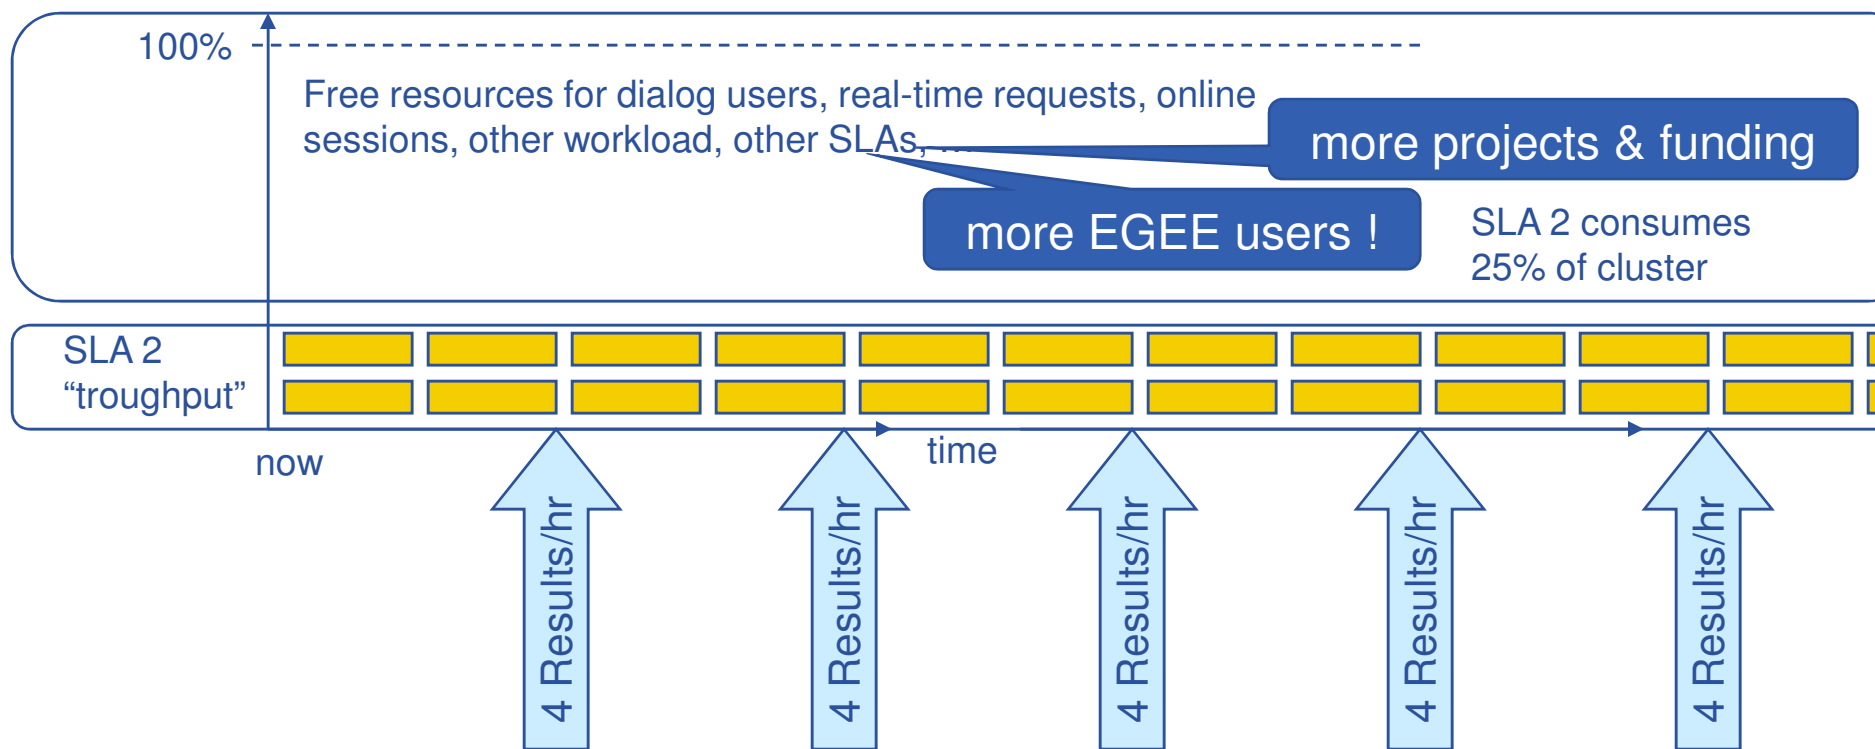 100%
Free resources for dialog users, real-time requests, online
sessions, other workload, other SLAs,
more projects & funding
more EGEE users !
SLA 2 consumes
25% of cluster
SLA 2
“troughput”
now
time
4 Results/hr
4 Results/hr
4 Results/hr
4 Results/hr
4 Results/hr